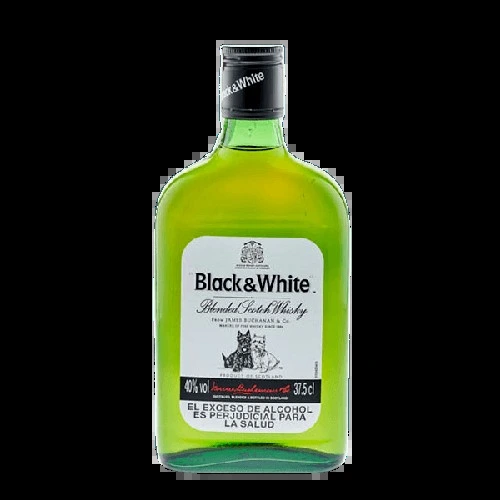 Black&White
Black&White
Blended Scotch Whisky
FROM JAMES BUCHANAN & Co.
PRODUCT OF SCOTLAND
40% vol
37.5 cl
EL EXCESO DE ALCOHOL
ES PERJUDICIAL PARA
LA SALUD